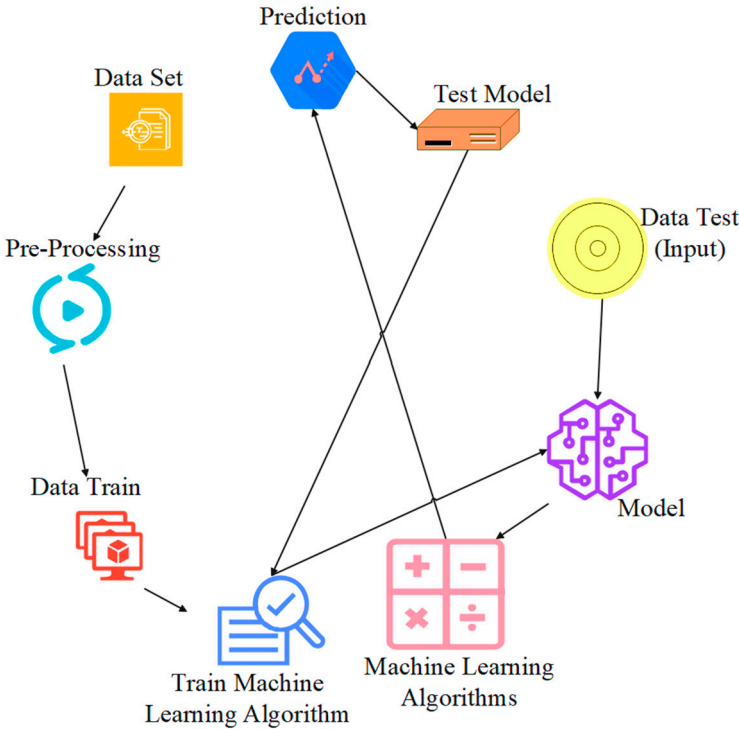 Prediction
Data Set
Test Model
Data Test
(Input)
Pre-Processing
Data Train
Model
Train Machine
Learning Algorithm
Machine Learning
Algorithms